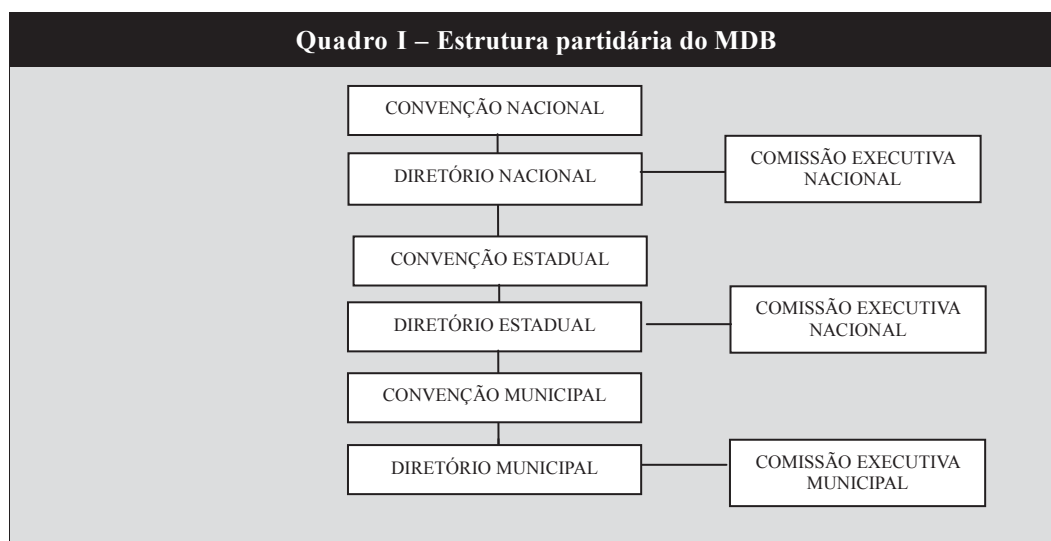 Quadro I – Estrutura partidária do MDB
CONVENÇÃO NACIONAL
DIRETÓRIO NACIONAL
COMISSÃO EXECUTIVA
NACIONAL
CONVENÇÃO ESTADUAL
DIRETÓRIO ESTADUAL
COMISSÃO EXECUTIVA
NACIONAL
CONVENÇÃO MUNICIPAL
DIRETÓRIO MUNICIPAL
COMISSÃO EXECUTIVA
MUNICIPAL